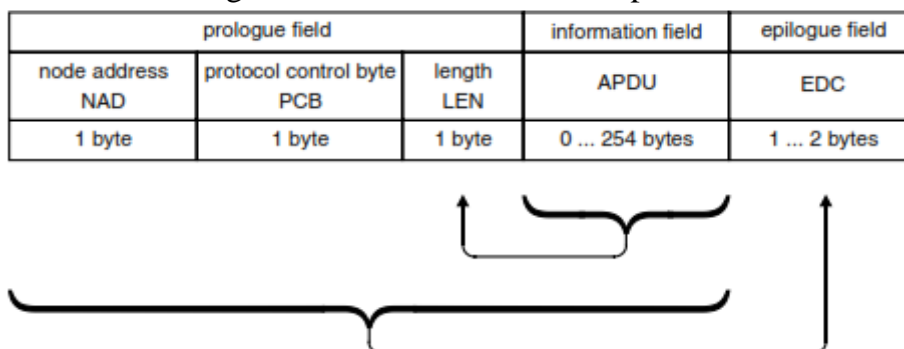 prologue field information field epilogue field
node address protocol control byte length APDU EDC
NAD PCB LEN
1 byte 1 byte 1 byte 0 ... 254 bytes 1 ... 2 bytes